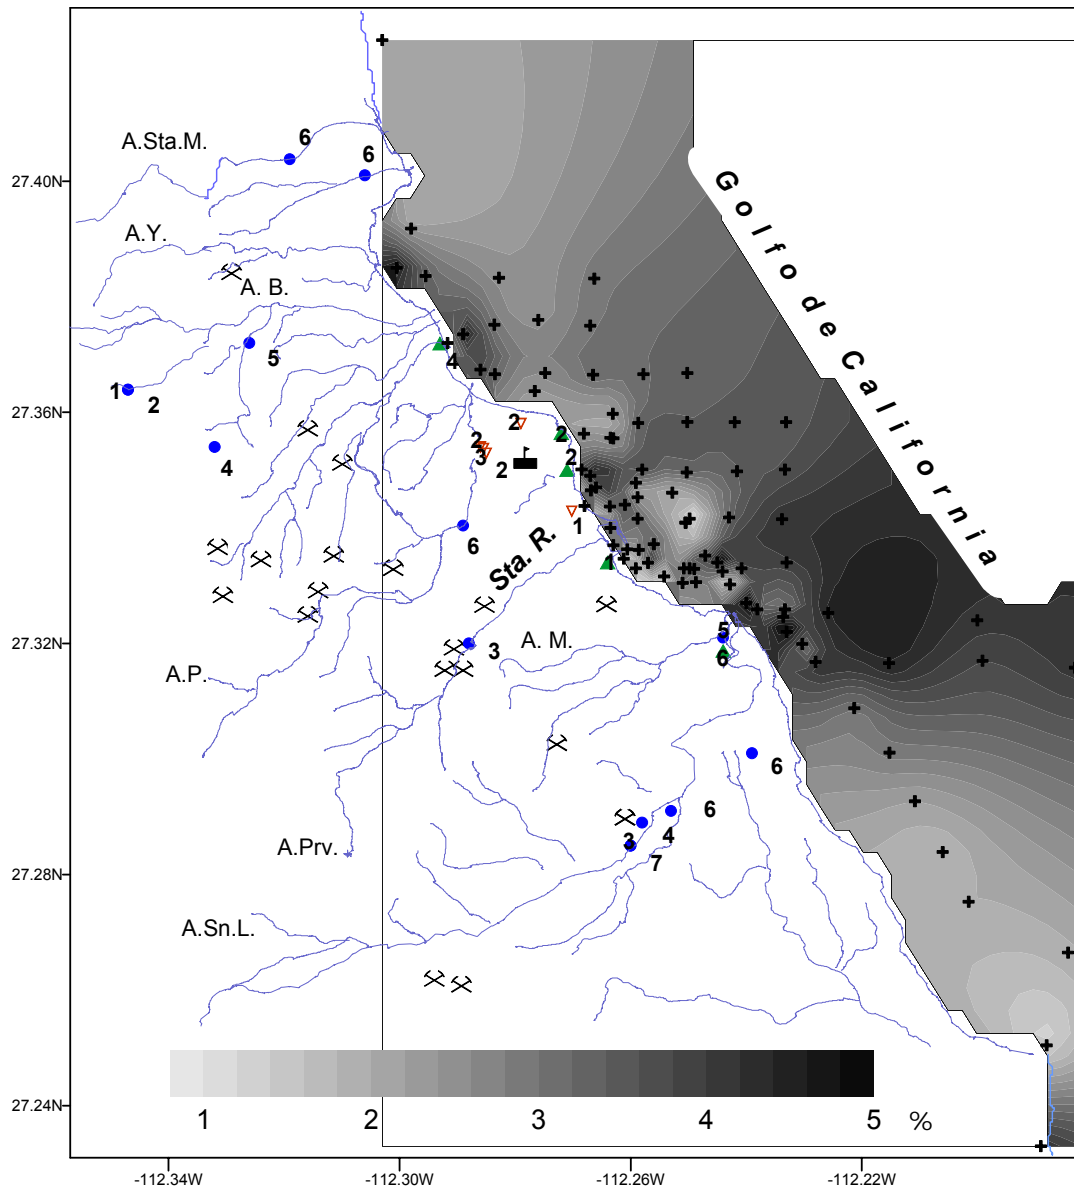 6
A.Sta.M.
6
27.40N
Golfo de California
A.Y.
A. B.
5
4
1
2
27.36N
2
2
2
3
2
2
4
1
6
Sta. R.
1
5
27.32N
3
A. M.
6
A.P.
6
6
3
4
A.Prv.
7
27.28N
A.Sn.L.
1
2
3
4
5
%
27.24N
-112.34W
-112.30W
-112.26W
-112.22W